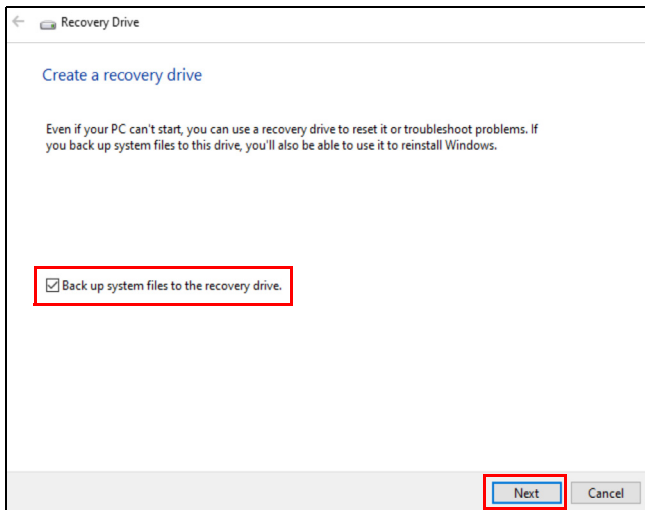 Recovery Drive
Create a recovery drive
Even if your PC can't start, you can use a recovery drive to reset it or troubleshoot problems. If
you back up system files to this drive, you'll also be able to use it to reinstall Windows.
Back up system files to the recovery drive.
Next Cancel